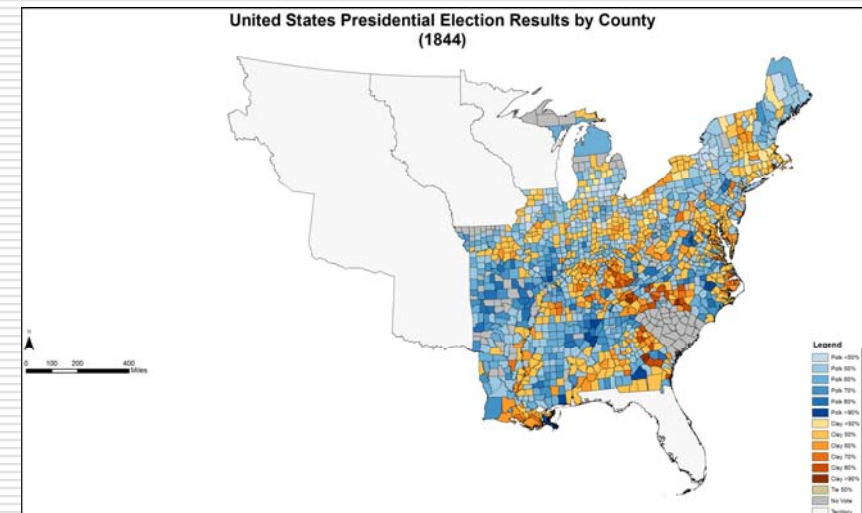 United States Presidential Election Results by County
(1844)
N
0 100 200 400
Miles
Legend
Polk <50%
Polk 50%
Polk 60%
Polk 70%
Polk 80%
Polk >90%
Clay <50%
Clay 50%
Clay 60%
Clay 70%
Clay 80%
Clay >90%
Tie 50%
No Vote
Territory